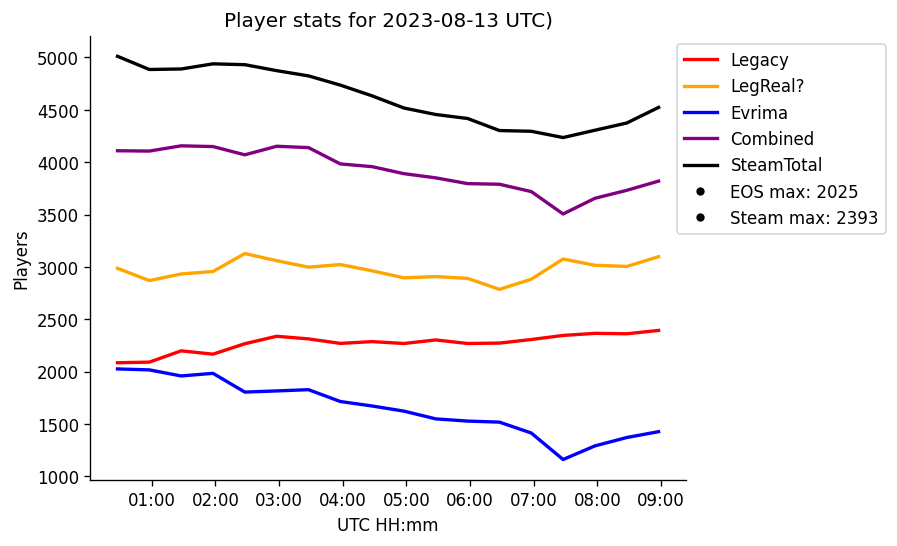 Player stats for 2023-08-13 UTC)
Players
5000
4500
4000
3500
3000
2500
2000
1500
1000
01:00 02:00 03:00 04:00 05:00 06:00 07:00 08:00 09:00
UTC HH:mm
Legacy
LegReal?
Evrima
Combined
SteamTotal
EOS max: 2025
Steam max: 2393